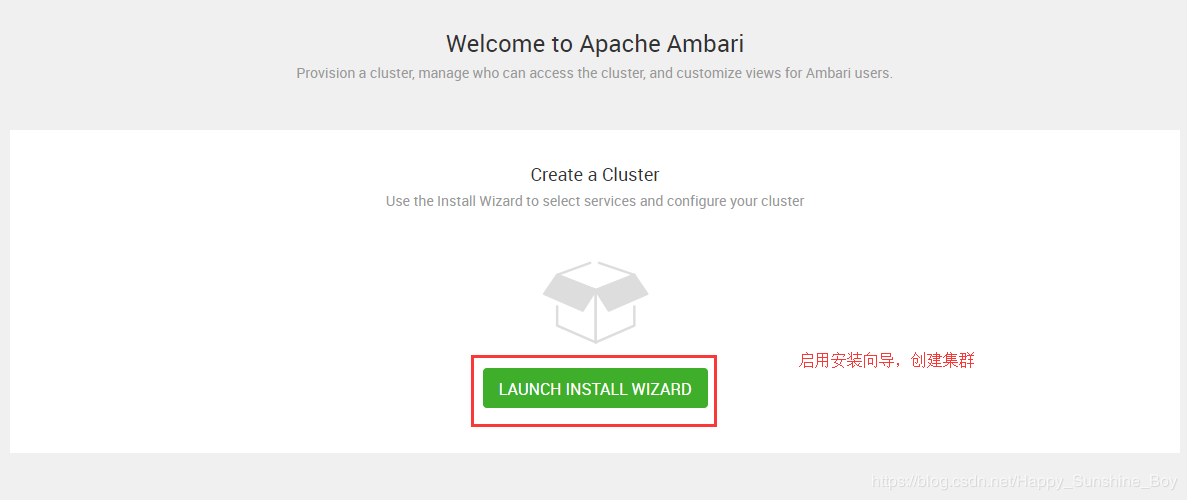 Welcome to Apache Ambari
Provision a cluster, manage who can access the cluster, and customize views for Ambari users.
Create a Cluster
Use the Install Wizard to select services and configure your cluster
启用安装向导，创建集群
LAUNCH INSTALL WIZARD
https://blog.csdn.net/Happy_Sunshine_Boy